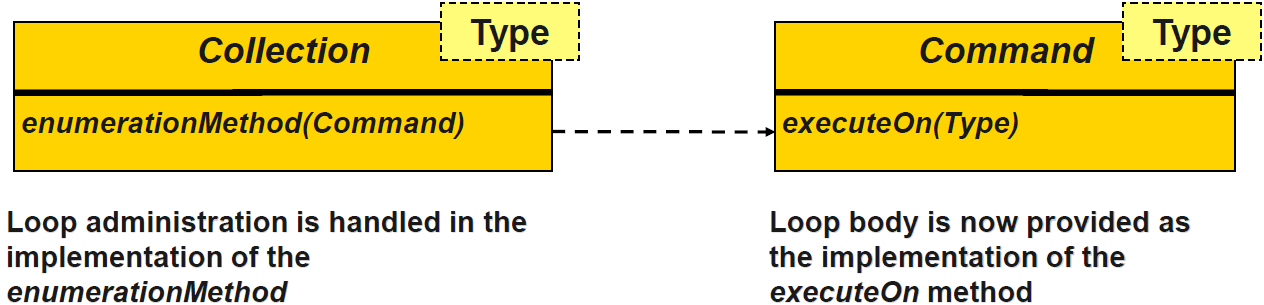 Collection
Type
enumerationMethod(Command)
Command
Type
executeOn(Type)
Loop administration is handled in the
implementation of the
enumerationMethod
Loop body is now provided as
the implementation of the
executeOn method